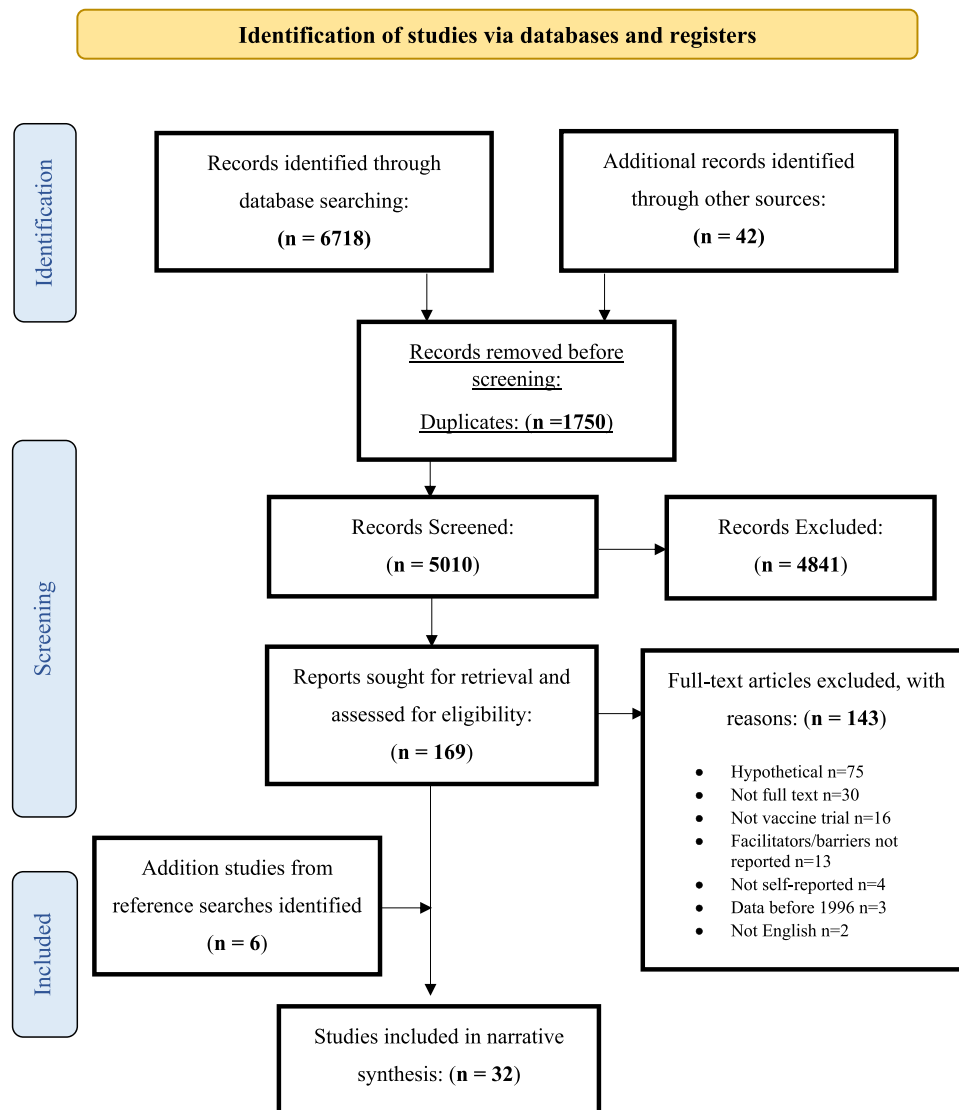 Identification of studies via databases and registers
Identification
Records identified through
database searching:
(n = 6718)
Additional records identified
through other sources:
(n = 42)
Records removed before
screening:
Duplicates: (n =1750)
Screening
Records Screened:
(n = 5010)
Records Excluded:
(n = 4841)
Reports sought for retrieval and
assessed for eligibility:
(n = 169)
Full-text articles excluded, with
reasons: (n = 143)
● Hypothetical n=75
● Not full text n=30
● Not vaccine trial n=16
● Facilitators/barriers not
reported n=13
● Not self-reported n=4
● Data before 1996 n=3
● Not English n=2
Included
Addition studies from
reference searches identified
(n = 6)
Studies included in narrative
synthesis: (n = 32)